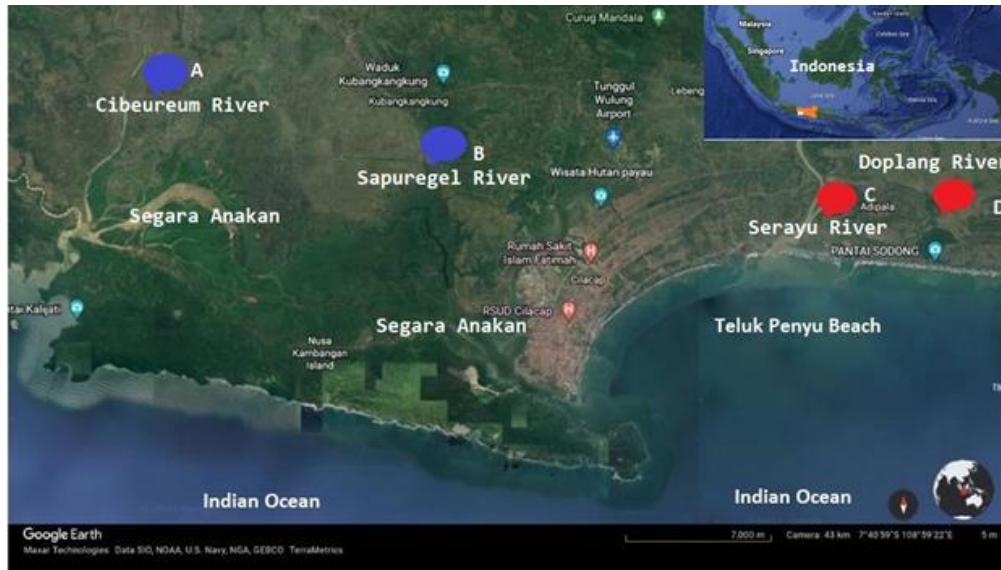 Curug Mandala
Malaysia
Singapore
Indonesia
A
Cibeureum River
Waduk
Kubangkangkung
Kubangkangkung
Tunggul
Wulung
Airport
Lebeng
B
Sapuregel River
Wisata Hutan payau
Doplang River
C
D
Adipala
Serayu River
PANTAI SODONG
Segara Anakan
Rumah Sakit
Islam Fatimah
Cilacap
tai Kalijati
RSUD Cilacap
Segara Anakan
Teluk Penyu Beach
Nusa
Kambangan
Island
Indian Ocean
Indian Ocean
Google Earth
Maxar Technologies Data SIO, NOAA, U.S. Navy, NGA, GEBCO TerraMetrics
7,000 m
Camera: 43 km 7°40'59"S 108°59'22"E
5 m